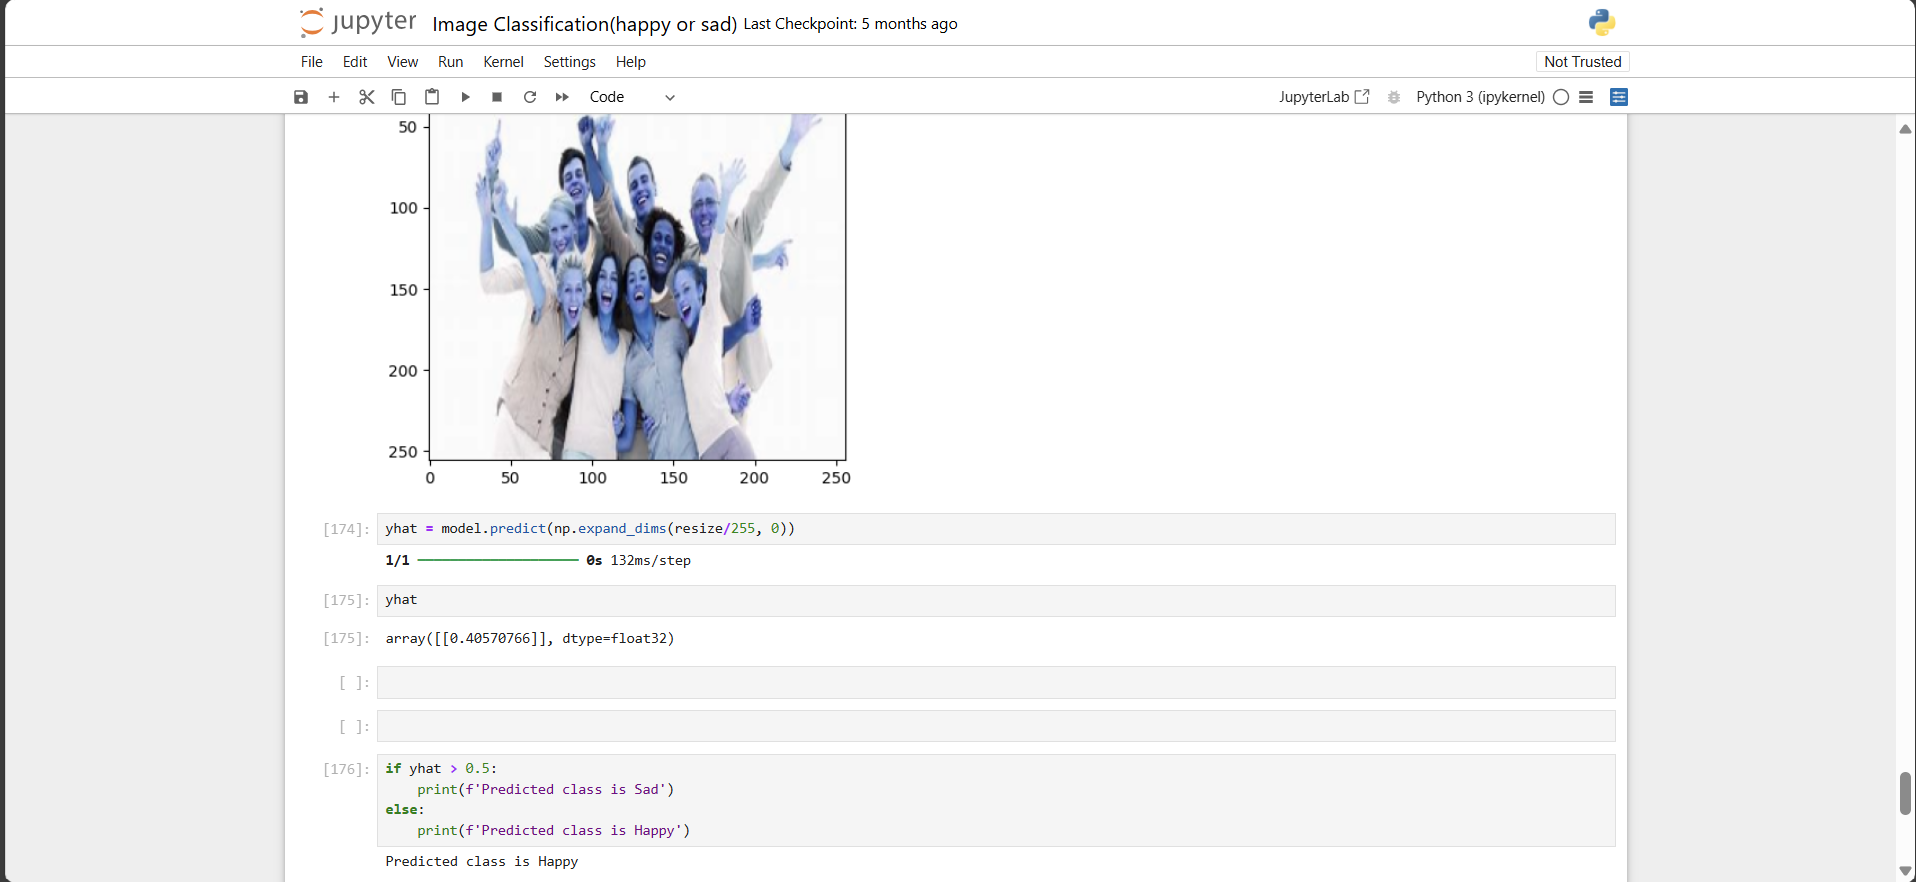 jupyter Image Classification(happy or sad) Last Checkpoint: 5 months ago
File Edit View Run Kernel Settings Help Not Trusted
Code JupyterLab Python 3 (ipykernel)
50
100
150
200
250
0 50 100 150 200 250
[174]: yhat = model.predict(np.expand_dims(resize/255, 0))
1/1 0s 132ms/step
[175]: yhat
[175]: array([[0.40570766]], dtype=float32)
[ ]:
[ ]:
[176]: if yhat > 0.5:
    print(f'Predicted class is Sad')
else:
    print(f'Predicted class is Happy')
Predicted class is Happy